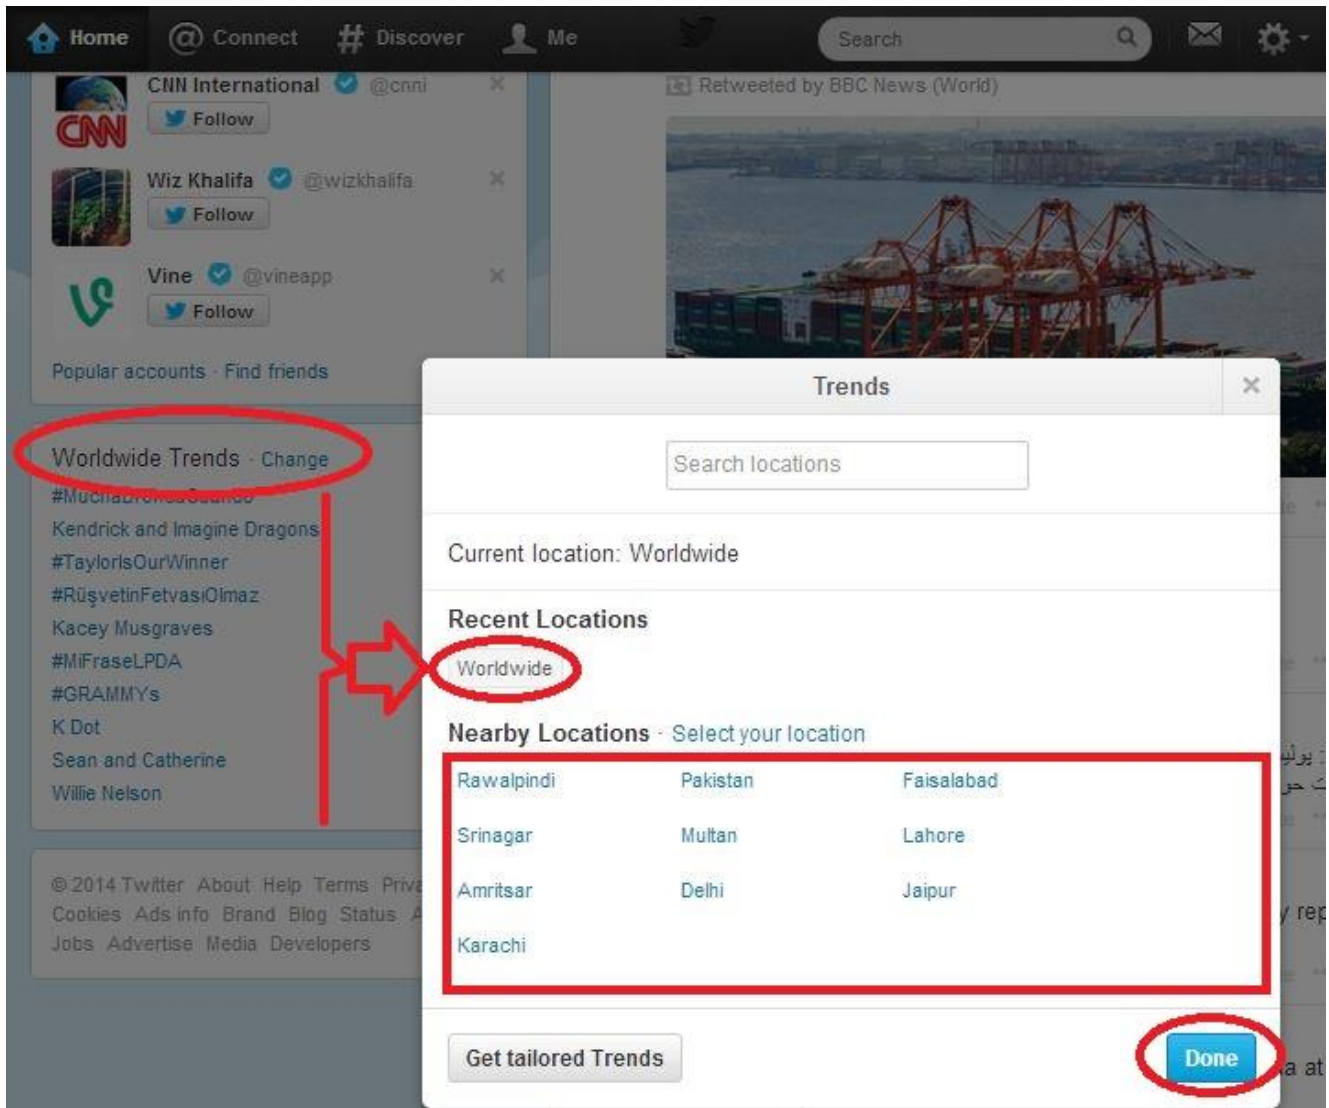 Home @ Connect # Discover Me Search
CNN International @cnni
CNN
Follow
Wiz Khalifa @wizkhalifa
Follow
Vine @vineapp
Follow
Popular accounts · Find friends
Worldwide Trends · Change
Kendrick and Imagine Dragons
#TaylorIsOurWinner
#RüşvetinFetvasıOlmaz
Kacey Musgraves
#MiFraseLPDA
#GRAMMYs
K Dot
Sean and Catherine
Willie Nelson
© 2014 Twitter About Help Terms
Cookies Ads info Brand Blog Status
Jobs Advertise Media Developers
Retweeted by BBC News (World)
Trends
Search locations
Current location: Worldwide
Recent Locations
Worldwide
Nearby Locations · Select your location
Rawalpindi Pakistan Faisalabad
Srinagar Multan Lahore
Amritsar Delhi Jaipur
Karachi
Get tailored Trends Done